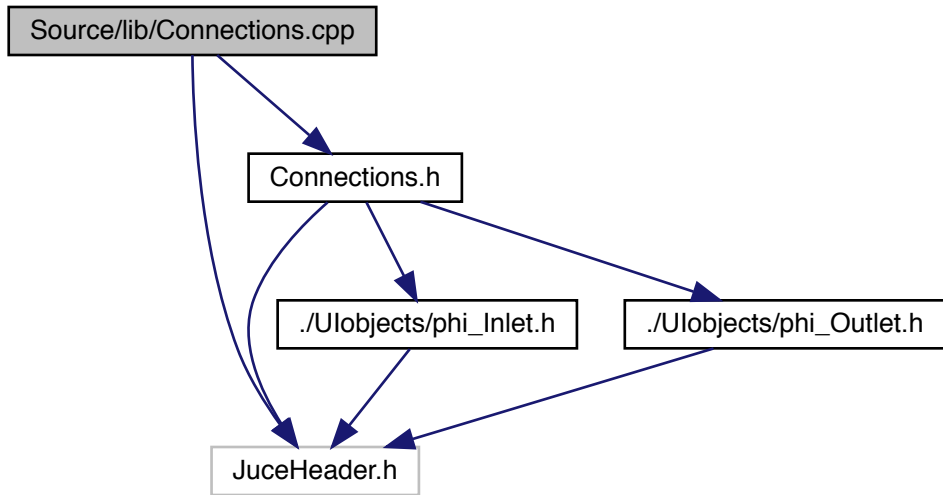 Source/lib/Connections.cpp
Connections.h
./UIobjects/phi_Inlet.h
./UIobjects/phi_Outlet.h
JuceHeader.h